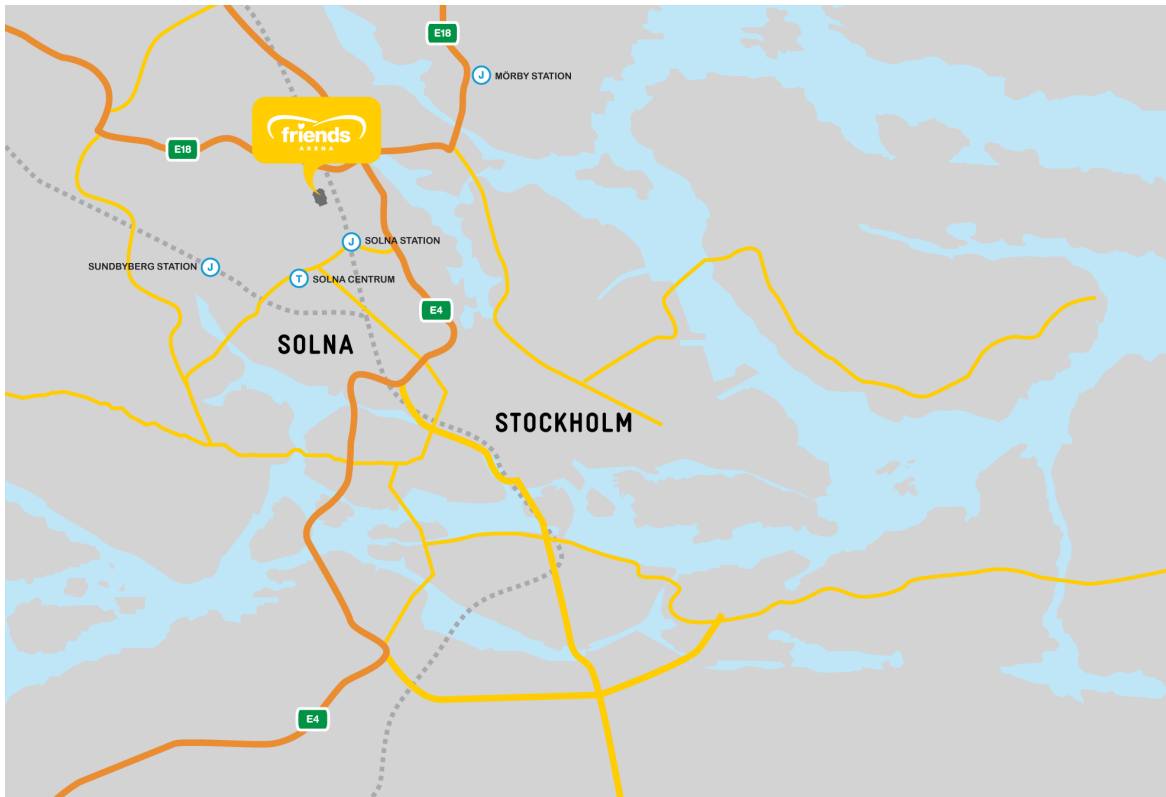 E18
J MÖRBY STATION
friends
ARENA
E18
J SOLNA STATION
SUNDBYBERG STATION J
T SOLNA CENTRUM
E4
SOLNA
STOCKHOLM
E4